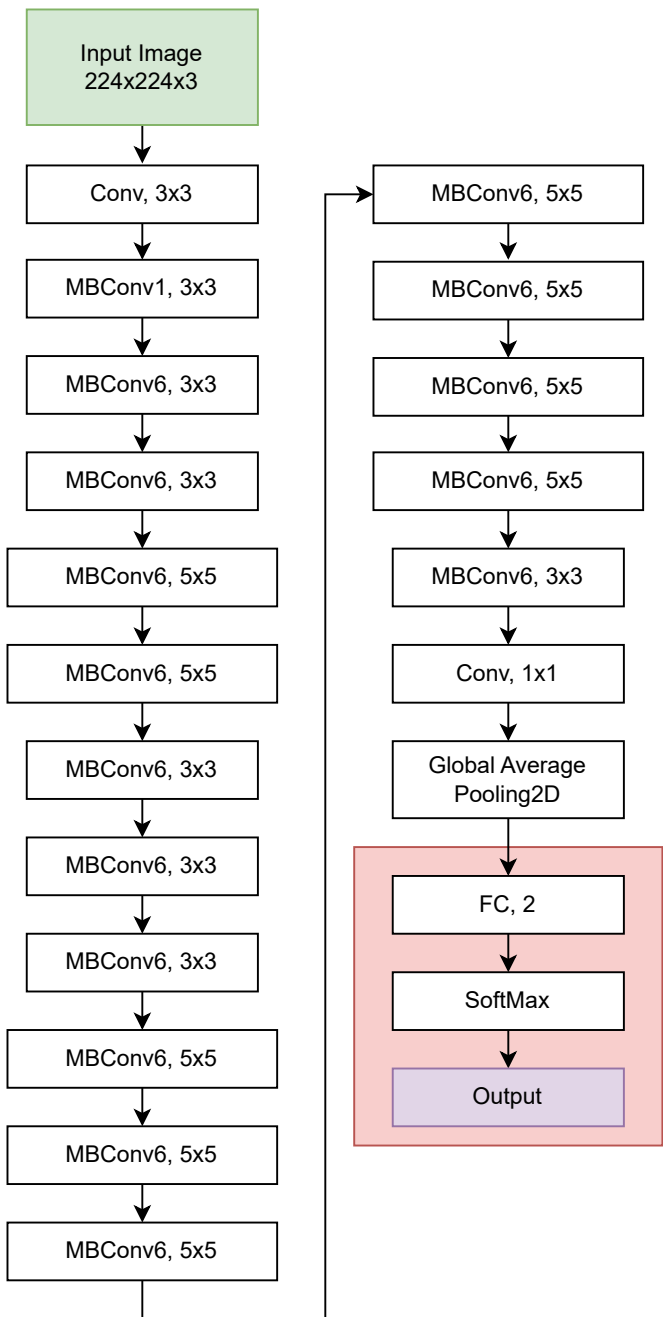 Input Image
224x224x3
Conv, 3x3
MBConv1, 3x3
MBConv6, 3x3
MBConv6, 3x3
MBConv6, 5x5
MBConv6, 5x5
MBConv6, 3x3
MBConv6, 3x3
MBConv6, 3x3
MBConv6, 5x5
MBConv6, 5x5
MBConv6, 5x5
MBConv6, 5x5
MBConv6, 5x5
MBConv6, 5x5
MBConv6, 5x5
MBConv6, 3x3
Conv, 1x1
Global Average
Pooling2D
FC, 2
SoftMax
Output